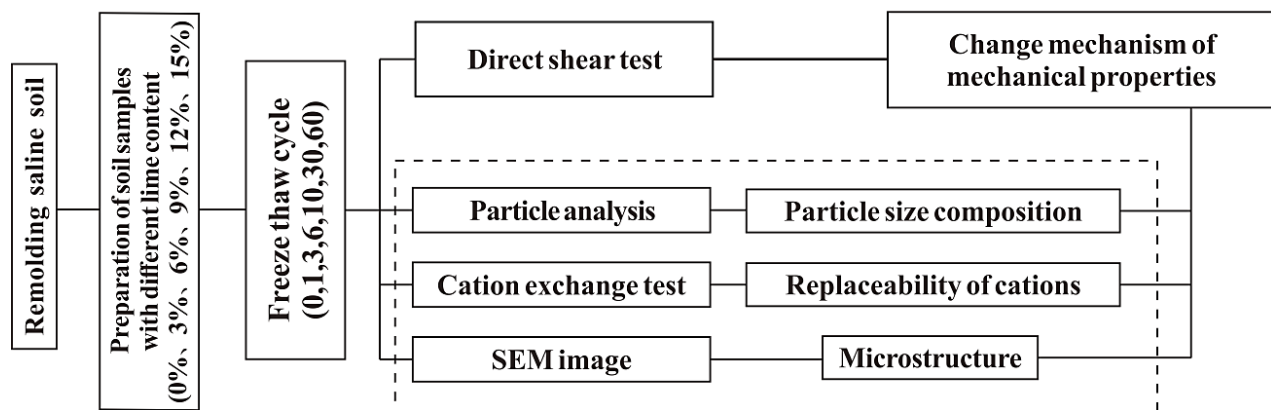 Remolding saline soil
Preparation of soil samples
with different lime content
(0%、3%、6%、9%、12%、15%)
Freeze thaw cycle
(0,1,3,6,10,30,60)
Direct shear test
Change mechanism of
mechanical properties
Particle analysis
Particle size composition
Cation exchange test
Replaceability of cations
SEM image
Microstructure